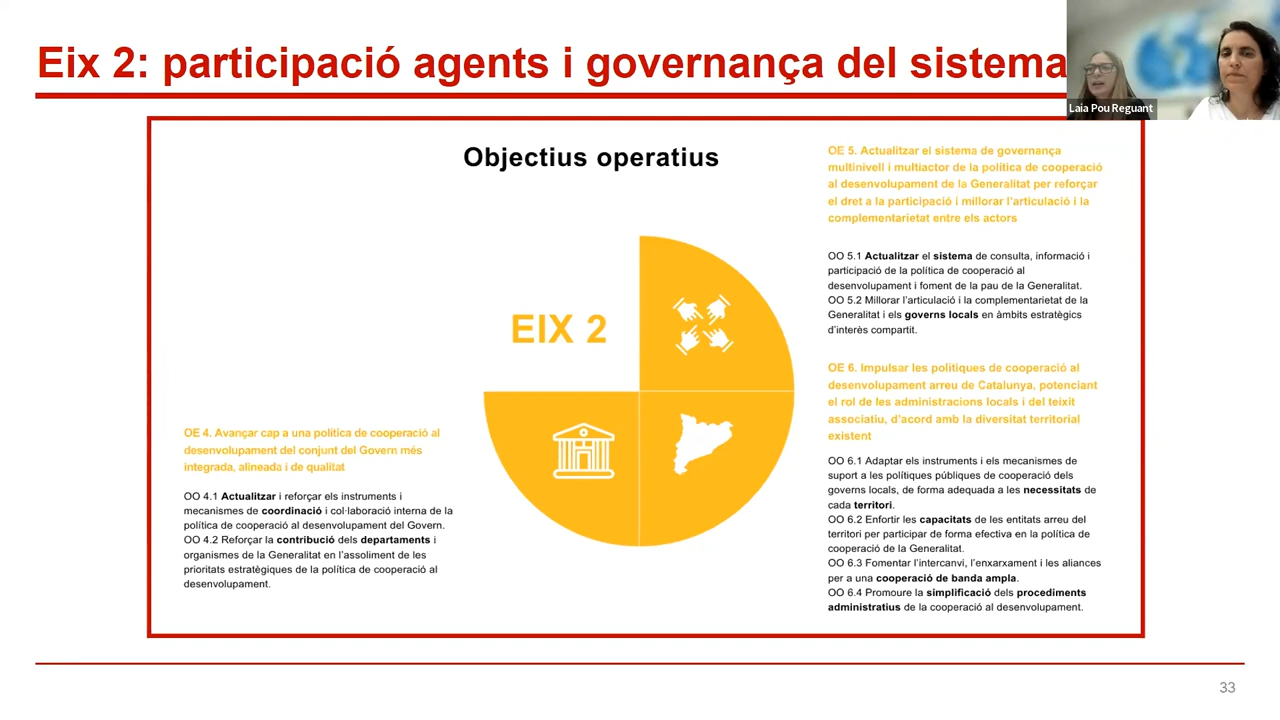 Eix 2: participació agents i governança del sistema
Laia Pou Reguant
Objectius operatius
EIX 2
OE 4. Avançar cap a una política de cooperació al
desenvolupament del conjunt del Govern més
integrada, alineada i de qualitat
OO 4.1 Actualitzar i reforçar els instruments i
mecanismes de coordinació i col·laboració interna de la
política de cooperació al desenvolupament del Govern.
OO 4.2 Reforçar la contribució dels departaments i
organismes de la Generalitat en l’assoliment de les
prioritats estratègiques de la política de cooperació al
desenvolupament.
OE 5. Actualitzar el sistema de governança
multinivell i multiactor de la política de cooperació
al desenvolupament de la Generalitat per reforçar
el dret a la participació i millorar l’articulació i la
complementarietat entre els actors
OO 5.1 Actualitzar el sistema de consulta, informació i
participació de la política de cooperació al
desenvolupament i foment de la pau de la Generalitat.
OO 5.2 Millorar l’articulació i la complementarietat de la
Generalitat i els governs locals en àmbits estratègics
d’interès compartit.
OE 6. Impulsar les polítiques de cooperació al
desenvolupament arreu de Catalunya, potenciant
el rol de les administracions locals i del teixit
associatiu, d’acord amb la diversitat territorial
existent
OO 6.1 Adaptar els instruments i els mecanismes de
suport a les polítiques públiques de cooperació dels
governs locals, de forma adequada a les necessitats de
cada territori.
OO 6.2 Enfortir les capacitats de les entitats arreu del
territori per participar de forma efectiva en la política de
cooperació de la Generalitat.
OO 6.3 Fomentar l’intercanvi, l’enxarxament i les aliances
per a una cooperació de banda ampla.
OO 6.4 Promoure la simplificació dels procediments
administratius de la cooperació al desenvolupament.
33